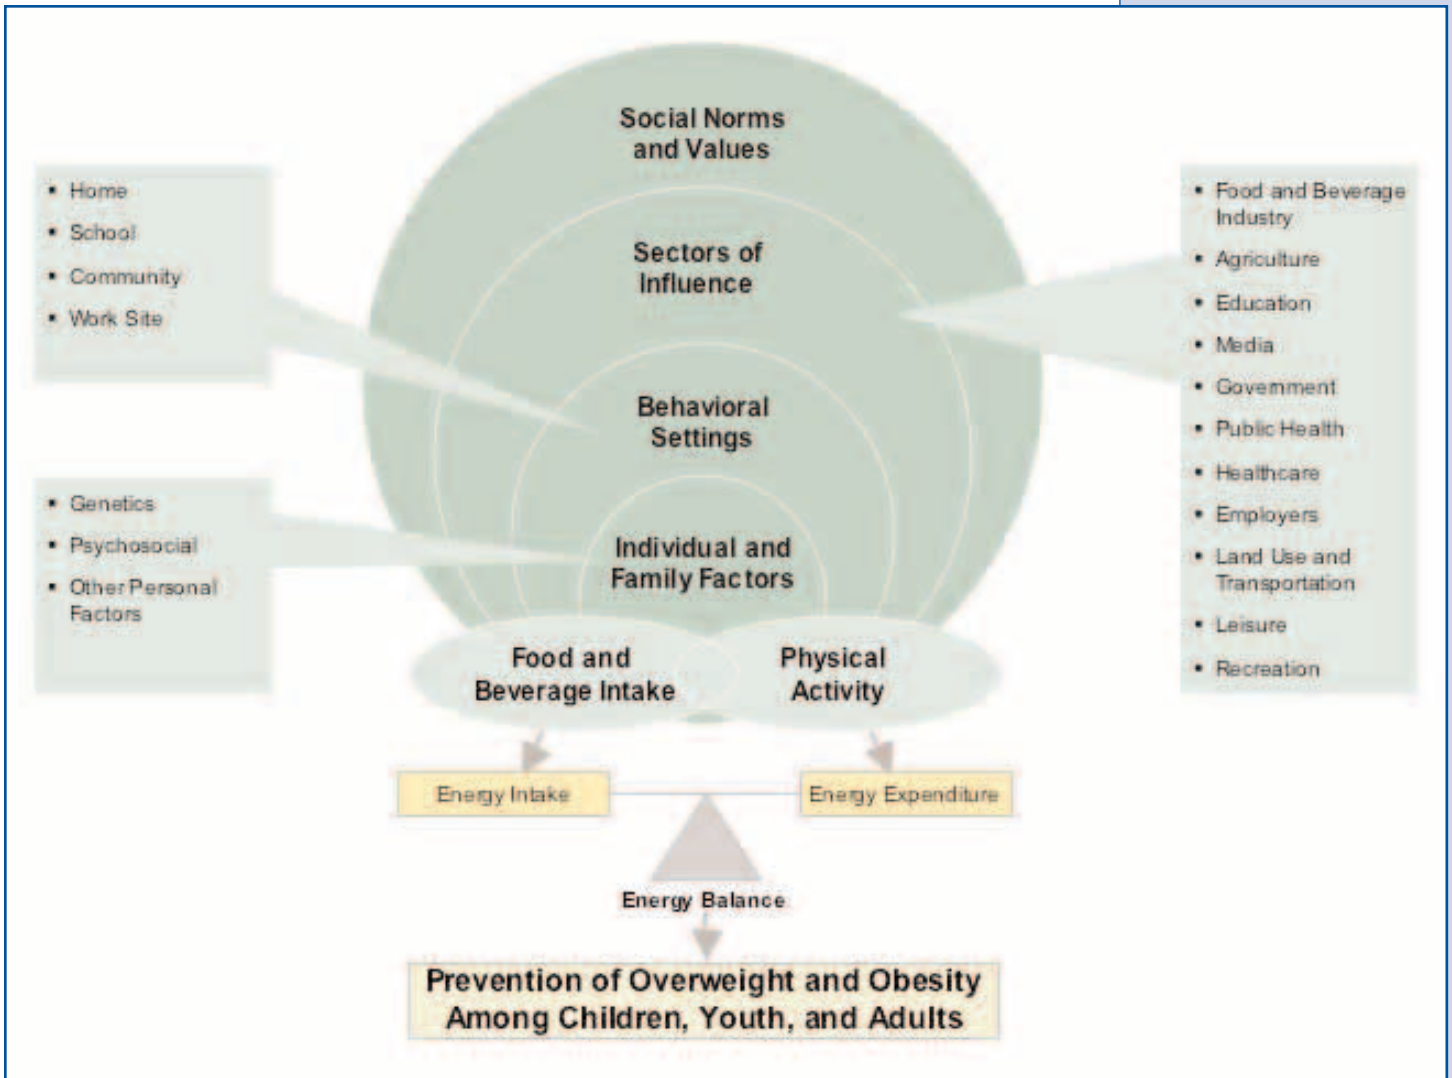 Social Norms
and Values
Sectors of
Influence
Behavioral
Settings
Individual and
Family Factors
▪ Home
▪ School
▪ Community
▪ Work Site
▪ Genetics
▪ Psychosocial
▪ Other Personal
Factors
▪ Food and Beverage
Industry
▪ Agriculture
▪ Education
▪ Media
▪ Government
▪ Public Health
▪ Healthcare
▪ Employers
▪ Land Use and
Transportation
▪ Leisure
▪ Recreation
Food and
Beverage Intake
Physical
Activity
Energy Intake
Energy Expenditure
Energy Balance
Prevention of Overweight and Obesity
Among Children, Youth, and Adults